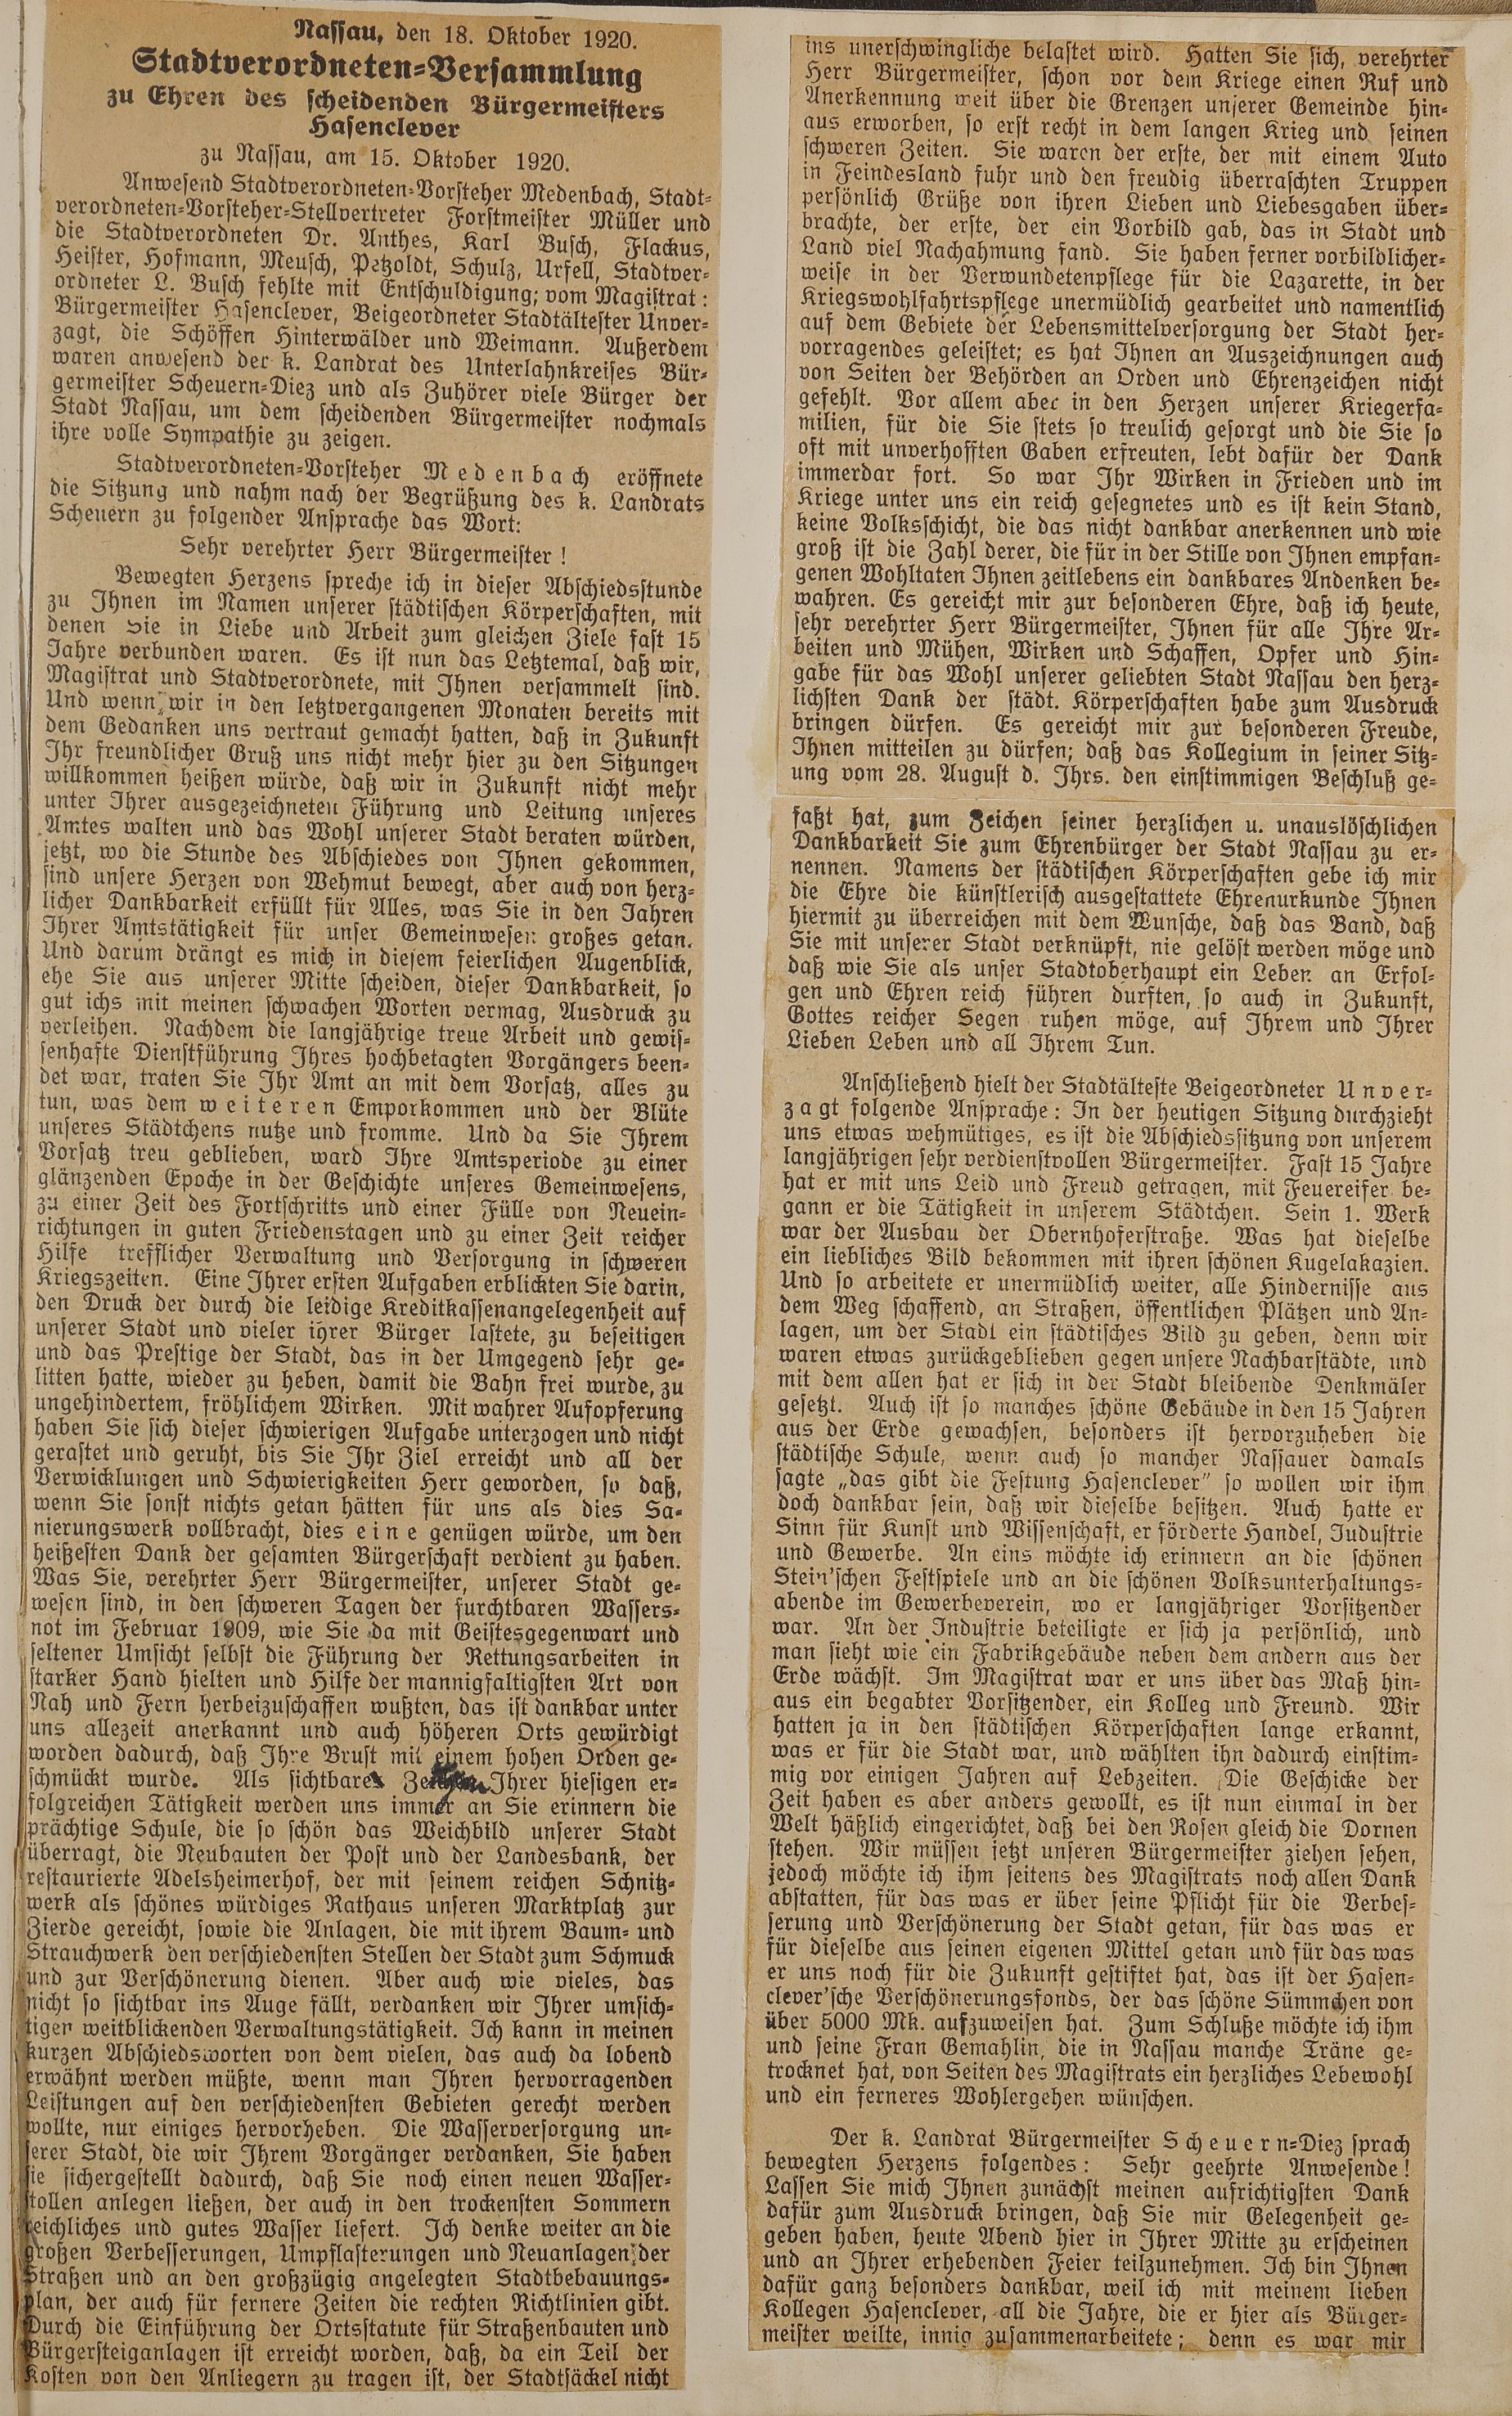 Nassau, den 18. Oktober 1920.
Stadtverordneten-Versammlung
zu Ehren des scheidenden Bürgermeisters
Hasenclever
zu Nassau, am 15. Oktober 1920.
Anwesend Stadtverordneten-Vorsteher Medenbach, Stadt-
verordneten-Vorsteher-Stellvertreter Forstmeister Müller und
die Stadtverordneten Dr. Anthes, Karl Busch, Flackus,
Heister, Hofmann, Meusch, Petzoldt, Schulz, Urfell, Stadtver-
ordneter L. Busch fehlte mit Entschuldigung; vom Magistrat:
Bürgermeister Hasenclever, Beigeordneter Stadtältester Unver-
zagt, die Schöffen Hinterwälder und Weimann. Außerdem
waren anwesend der k. Landrat des Unterlahnkreises Bür-
germeister Scheuern-Diez und als Zuhörer viele Bürger der
Stadt Nassau, um dem scheidenden Bürgermeister nochmals
ihre volle Sympathie zu zeigen.
Stadtverordneten-Vorsteher Medenbach eröffnete
die Sitzung und nahm nach der Begrüßung des k. Landrats
Scheuern zu folgender Ansprache das Wort:
Sehr verehrter Herr Bürgermeister!
Bewegten Herzens spreche ich in dieser Abschiedsstunde
zu Ihnen im Namen unserer städtischen Körperschaften, mit
denen Sie in Liebe und Arbeit zum gleichen Ziele fast 15
Jahre verbunden waren. Es ist nun das Letztemal, daß wir,
Magistrat und Stadtverordnete, mit Ihnen versammelt sind.
Und wenn wir in den letztvergangenen Monaten bereits mit
dem Gedanken uns vertraut gemacht hatten, daß in Zukunft
Ihr freundlicher Gruß uns nicht mehr hier zu den Sitzungen
willkommen heißen würde, daß wir in Zukunft nicht mehr
unter Ihrer ausgezeichneten Führung und Leitung unseres
Amtes walten und das Wohl unserer Stadt beraten würden,
jetzt, wo die Stunde des Abschiedes von Ihnen gekommen,
sind unsere Herzen von Wehmut bewegt, aber auch von herz-
licher Dankbarkeit erfüllt für Alles, was Sie in den Jahren
Ihrer Amtstätigkeit für unser Gemeinwesen großes getan.
Und darum drängt es mich in diesem feierlichen Augenblick,
ehe Sie aus unserer Mitte scheiden, dieser Dankbarkeit, so
gut ichs mit meinen schwachen Worten vermag, Ausdruck zu
verleihen. Nachdem die langjährige treue Arbeit und gewis-
senhafte Dienstführung Ihres hochbetagten Vorgängers been-
det war, traten Sie Ihr Amt an mit dem Vorsatz, alles zu
tun, was dem weiteren Emporkommen und der Blüte
unseres Städtchens nutze und fromme. Und da Sie Ihrem
Vorsatz treu geblieben, ward Ihre Amtsperiode zu einer
glänzenden Epoche in der Geschichte unseres Gemeinwesens,
zu einer Zeit des Fortschritts und einer Fülle von Neuein-
richtungen in guten Friedenstagen und zu einer Zeit reicher
Hilfe trefflicher Verwaltung und Versorgung in schweren
Kriegszeiten. Eine Ihrer ersten Aufgaben erblickten Sie darin,
den Druck der durch die leidige Kreditkassenangelegenheit auf
unserer Stadt und vieler ihrer Bürger lastete, zu beseitigen
und das Prestige der Stadt, das in der Umgegend sehr ge-
litten hatte, wieder zu heben, damit die Bahn frei wurde, zu
ungehindertem, fröhlichem Wirken. Mit wahrer Aufopferung
haben Sie sich dieser schwierigen Aufgabe unterzogen und nicht
gerastet und geruht, bis Sie Ihr Ziel erreicht und all der
Verwicklungen und Schwierigkeiten Herr geworden, so daß,
wenn Sie sonst nichts getan hätten für uns als dies Sa-
nierungswerk vollbracht, dies eine genügen würde, um den
heißesten Dank der gesamten Bürgerschaft verdient zu haben.
Was Sie, verehrter Herr Bürgermeister, unserer Stadt ge-
wesen sind, in den schweren Tagen der furchtbaren Wassers-
not im Februar 1909, wie Sie da mit Geistesgegenwart und
seltener Umsicht selbst die Führung der Rettungsarbeiten in
starker Hand hielten und Hilfe der mannigfaltigsten Art von
Nah und Fern herbeizuschaffen wußten, das ist dankbar unter
uns allezeit anerkannt und auch höheren Orts gewürdigt
worden dadurch, daß Ihre Brust mit einem hohen Orden ge-
schmückt wurde. Als sichtbares Ihrer hiesigen er-
folgreichen Tätigkeit werden uns immer an Sie erinnern die
prächtige Schule, die so schön das Weichbild unserer Stadt
überragt, die Neubauten der Post und der Landesbank, der
restaurierte Adelsheimerhof, der mit seinem reichen Schnitz-
werk als schönes würdiges Rathaus unseren Marktplatz zur
Zierde gereicht, sowie die Anlagen, die mit ihrem Baum- und
Strauchwerk den verschiedensten Stellen der Stadt zum Schmuck
und zur Verschönerung dienen. Aber auch wie vieles, das
nicht so sichtbar ins Auge fällt, verdanken wir Ihrer umsich-
tigen weitblickenden Verwaltungstätigkeit. Ich kann in meinen
kurzen Abschiedsworten von dem vielen, das auch da lobend
erwähnt werden müßte, wenn man Ihren hervorragenden
Leistungen auf den verschiedensten Gebieten gerecht werden
wollte, nur einiges hervorheben. Die Wasserversorgung un-
serer Stadt, die wir Ihrem Vorgänger verdanken, Sie haben
sie sichergestellt dadurch, daß Sie noch einen neuen Wasser-
stollen anlegen ließen, der auch in den trockensten Sommern
reichliches und gutes Wasser liefert. Ich denke weiter an die
großen Verbesserungen, Umpflasterungen und Neuanlagen der
Straßen und an den großzügig angelegten Stadtbebauungs-
plan, der auch für fernere Zeiten die rechten Richtlinien gibt.
Durch die Einführung der Ortsstatute für Straßenbauten und
Bürgersteiganlagen ist erreicht worden, daß, da ein Teil der
Kosten von den Anliegern zu tragen ist, der Stadtsäckel nicht
ins unerschwingliche belastet wird. Hatten Sie sich, verehrter
Herr Bürgermeister, schon vor dem Kriege einen Ruf und
Anerkennung weit über die Grenzen unserer Gemeinde hin-
aus erworben, so erst recht in dem langen Krieg und seinen
schweren Zeiten. Sie waren der erste, der mit einem Auto
in Feindesland fuhr und den freudig überraschten Truppen
persönlich Grüße von ihren Lieben und Liebesgaben über-
brachte, der erste, der ein Vorbild gab, das in Stadt und
Land viel Nachahmung fand. Sie haben ferner vorbildlicher-
weise in der Verwundetenpflege für die Lazarette, in der
Kriegswohlfahrtspflege unermüdlich gearbeitet und namentlich
auf dem Gebiete der Lebensmittelversorgung der Stadt her-
vorragendes geleistet; es hat Ihnen an Auszeichnungen auch
von Seiten der Behörden an Orden und Ehrenzeichen nicht
gefehlt. Vor allem aber in den Herzen unserer Kriegerfa-
milien, für die Sie stets so treulich gesorgt und die Sie so
oft mit unverhofften Gaben erfreuten, lebt dafür der Dank
immerdar fort. So war Ihr Wirken in Frieden und im
Kriege unter uns ein reich gesegnetes und es ist kein Stand,
keine Volksschicht, die das nicht dankbar anerkennen und wie
groß ist die Zahl derer, die für in der Stille von Ihnen empfan-
genen Wohltaten Ihnen zeitlebens ein dankbares Andenken be-
wahren. Es gereicht mir zur besonderen Ehre, daß ich heute,
sehr verehrter Herr Bürgermeister, Ihnen für alle Ihre Ar-
beiten und Mühen, Wirken und Schaffen, Opfer und Hin-
gabe für das Wohl unserer geliebten Stadt Nassau den herz-
lichsten Dank der städt. Körperschaften habe zum Ausdruck
bringen dürfen. Es gereicht mir zur besonderen Freude,
Ihnen mitteilen zu dürfen; daß das Kollegium in seiner Sitz-
ung vom 28. August d. Jhrs. den einstimmigen Beschluß ge-
faßt hat, zum Zeichen seiner herzlichen u. unauslöschlichen
Dankbarkeit Sie zum Ehrenbürger der Stadt Nassau zu er-
nennen. Namens der städtischen Körperschaften gebe ich mir
die Ehre die künstlerisch ausgestattete Ehrenurkunde Ihnen
hiermit zu überreichen mit dem Wunsche, daß das Band, daß
Sie mit unserer Stadt verknüpft, nie gelöst werden möge und
daß wie Sie als unser Stadtoberhaupt ein Leben an Erfol-
gen und Ehren reich führen durften, so auch in Zukunft,
Gottes reicher Segen ruhen möge, auf Ihrem und Ihrer
Lieben Leben und all Ihrem Tun.
Anschließend hielt der Stadtälteste Beigeordneter Unver-
zagt folgende Ansprache: In der heutigen Sitzung durchzieht
uns etwas wehmütiges, es ist die Abschiedssitzung von unserem
langjährigen sehr verdienstvollen Bürgermeister. Fast 15 Jahre
hat er mit uns Leid und Freud getragen, mit Feuereifer be-
gann er die Tätigkeit in unserem Städtchen. Sein 1. Werk
war der Ausbau der Obernhoferstraße. Was hat dieselbe
ein liebliches Bild bekommen mit ihren schönen Kugelakazien.
Und so arbeitete er unermüdlich weiter, alle Hindernisse aus
dem Weg schaffend, an Straßen, öffentlichen Plätzen und An-
lagen, um der Stadt ein städtisches Bild zu geben, denn wir
waren etwas zurückgeblieben gegen unsere Nachbarstädte, und
mit dem allen hat er sich in der Stadt bleibende Denkmäler
gesetzt. Auch ist so manches schöne Gebäude in den 15 Jahren
aus der Erde gewachsen, besonders ist hervorzuheben die
städtische Schule, wenn auch so mancher Nassauer damals
sagte „das gibt die Festung Hasenclever" so wollen wir ihm
doch dankbar sein, daß wir dieselbe besitzen. Auch hatte er
Sinn für Kunst und Wissenschaft, er förderte Handel, Industrie
und Gewerbe. An eins möchte ich erinnern an die schönen
Stein'schen Festspiele und an die schönen Volksunterhaltungs-
abende im Gewerbeverein, wo er langjähriger Vorsitzender
war. An der Industrie beteiligte er sich ja persönlich, und
man sieht wie ein Fabrikgebäude neben dem andern aus der
Erde wächst. Im Magistrat war er uns über das Maß hin-
aus ein begabter Vorsitzender, ein Kolleg und Freund. Wir
hatten ja in den städtischen Körperschaften lange erkannt,
was er für die Stadt war, und wählten ihn dadurch einstim-
mig vor einigen Jahren auf Lebzeiten. Die Geschicke der
Zeit haben es aber anders gewollt, es ist nun einmal in der
Welt häßlich eingerichtet, daß bei den Rosen gleich die Dornen
stehen. Wir müssen jetzt unseren Bürgermeister ziehen sehen,
jedoch möchte ich ihm seitens des Magistrats noch allen Dank
abstatten, für das was er über seine Pflicht für die Verbes-
serung und Verschönerung der Stadt getan, für das was er
für dieselbe aus seinen eigenen Mittel getan und für das was
er uns noch für die Zukunft gestiftet hat, das ist der Hasen-
clever'sche Verschönerungsfonds, der das schöne Sümmchen von
über 5000 Mk. aufzuweisen hat. Zum Schluße möchte ich ihm
und seine Fran Gemahlin, die in Nassau manche Träne ge-
trocknet hat, von Seiten des Magistrats ein herzliches Lebewohl
und ein ferneres Wohlergehen wünschen.
Der k. Landrat Bürgermeister Scheuern-Diez sprach
bewegten Herzens folgendes: Sehr geehrte Anwesende!
Lassen Sie mich Ihnen zunächst meinen aufrichtigsten Dank
dafür zum Ausdruck bringen, daß Sie mir Gelegenheit ge-
geben haben, heute Abend hier in Ihrer Mitte zu erscheinen
und an Ihrer erhebenden Feier teilzunehmen. Ich bin Ihnen
dafür ganz besonders dankbar, weil ich mit meinem lieben
Kollegen Hasenclever, all die Jahre, die er hier als Bürger-
meister weilte, innig zusammenarbeitete; denn es war mir